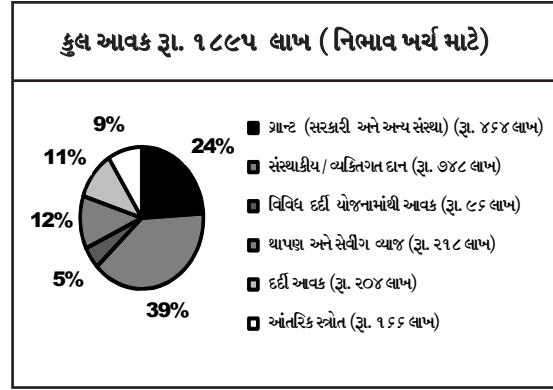 કુલ આવક રૂા. ૧૮૯૫ લાખ ( નિભાવ ખર્ચ માટે)
9%
24%
11%
12%
5%
39%
ગ્રાન્ટ (સરકારી અને અન્ય સંસ્થા) (રૂા. ૪૬૪ લાખ)
સંસ્થાકીય / વ્યક્તિગત દાન (રૂા. ૭૪૮ લાખ)
વિવિધ દર્દી યોજનામાંથી આવક (રૂા. ૯૬ લાખ)
થાપણ અને સેવીંગ વ્યાજ (રૂા. ૨૧૮ લાખ)
દર્દી આવક (રૂા. ૨૦૪ લાખ)
આંતરિક સ્ત્રોત (રૂા. ૧૬૬ લાખ)